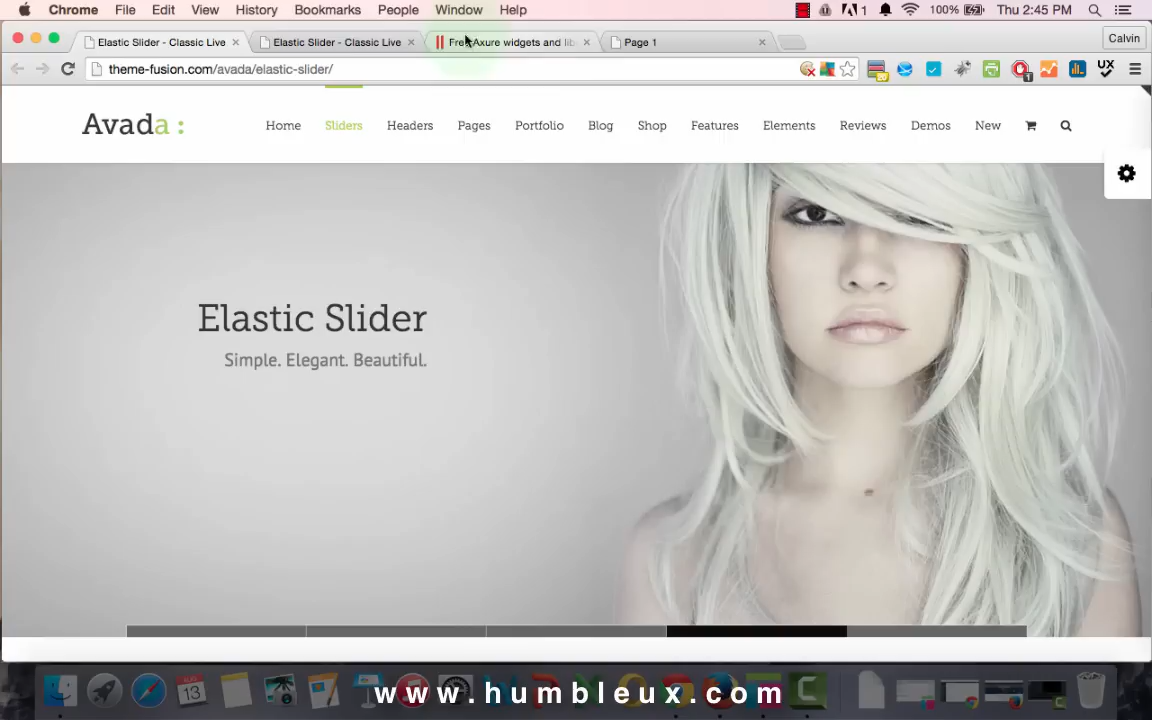 Chrome File Edit View History Bookmarks People Window Help 1 100% Thu 2:45 PM
Elastic Slider - Classic Live Elastic Slider - Classic Live Free Axure widgets and lib Page 1 Calvin
theme-fusion.com/avada/elastic-slider/
Avada : Home Sliders Headers Pages Portfolio Blog Shop Features Elements Reviews Demos New
Elastic Slider
Simple. Elegant. Beautiful.
www.humbleux.com